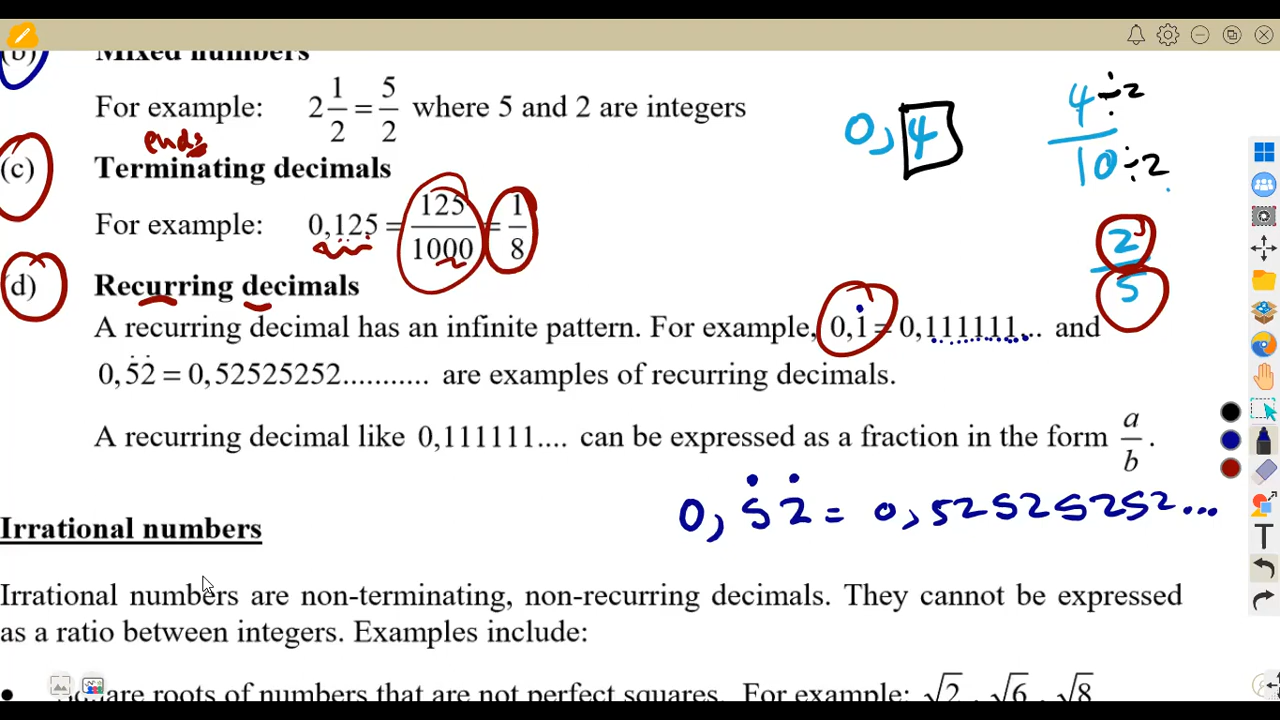 (b) Mixed numbers
For example: 2 1/2 = 5/2 where 5 and 2 are integers
ends
(c) Terminating decimals
For example: 0,125 = 125/1000 = 1/8
0,4
4÷2
10÷2
2
5
(d) Recurring decimals
A recurring decimal has an infinite pattern. For example, 0,1̇ = 0,111111... and
0,5̇2̇ = 0,52525252........... are examples of recurring decimals.
A recurring decimal like 0,111111.... can be expressed as a fraction in the form a/b.
0,5̇2̇ = 0,52525252...
Irrational numbers
Irrational numbers are non-terminating, non-recurring decimals. They cannot be expressed
as a ratio between integers. Examples include:
• Square roots of numbers that are not perfect squares. For example: √2 , √6 , √8
T